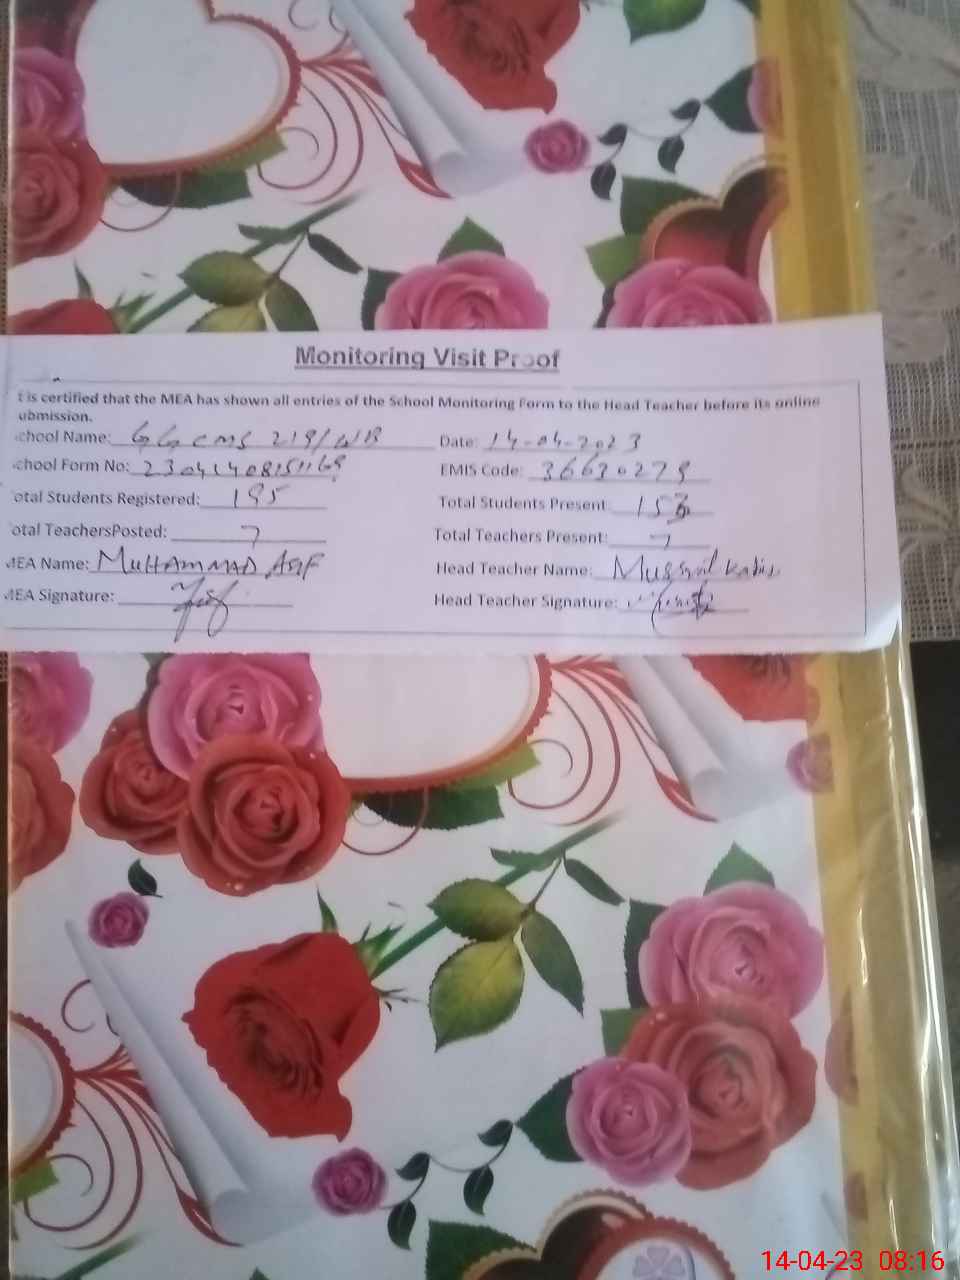 Monitoring Visit Proof
t is certified that the MEA has shown all entries of the School Monitoring Form to the Head Teacher before its online
ubmission.
chool Name: GGCMS 219/WB Date: 14-04-2023
chool Form No: EMIS Code: 36630279
otal Students Registered: 195 Total Students Present: 153
otal TeachersPosted: 7 Total Teachers Present: 7
MEA Name: MUHAMMAD ASIF Head Teacher Name:
MEA Signature: Head Teacher Signature:
14-04-23 08:16